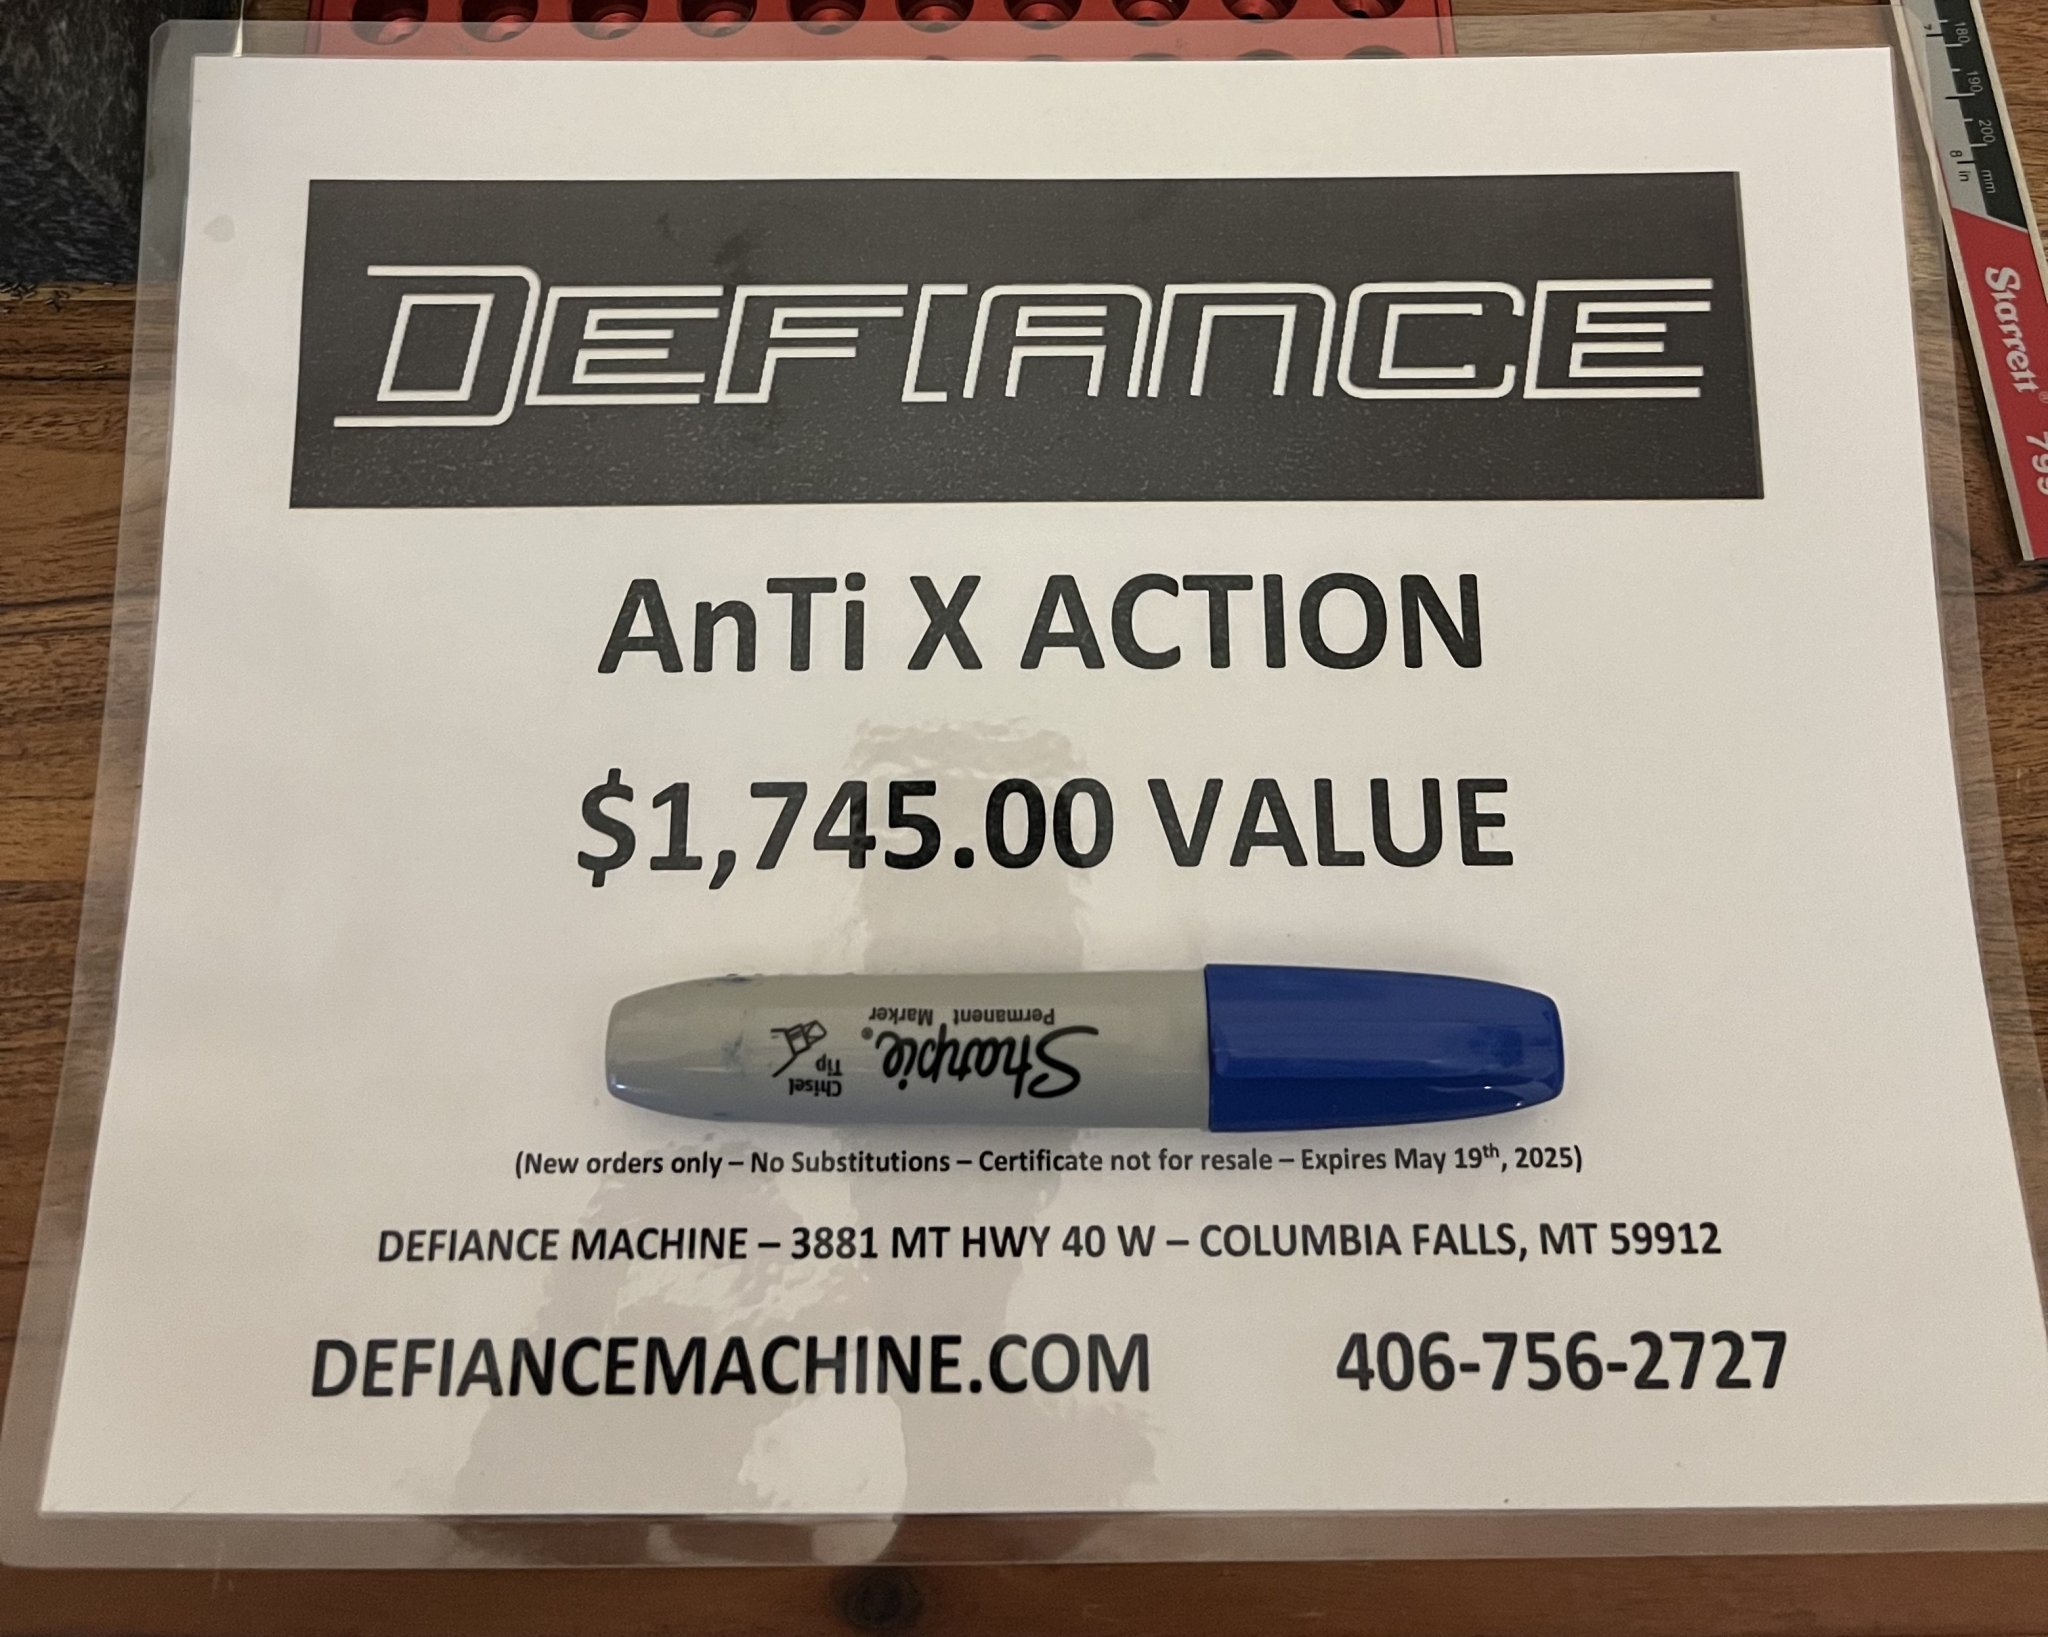 DEFIANCE
AnTi X ACTION
$1,745.00 VALUE
Sharpie®
Permanent Marker
Chisel
Tip
(New orders only – No Substitutions – Certificate not for resale – Expires May 19th, 2025)
DEFIANCE MACHINE – 3881 MT HWY 40 W – COLUMBIA FALLS, MT 59912
DEFIANCEMACHINE.COM 406-756-2727
7 180
190
200
8 in mm
Starrett®
799